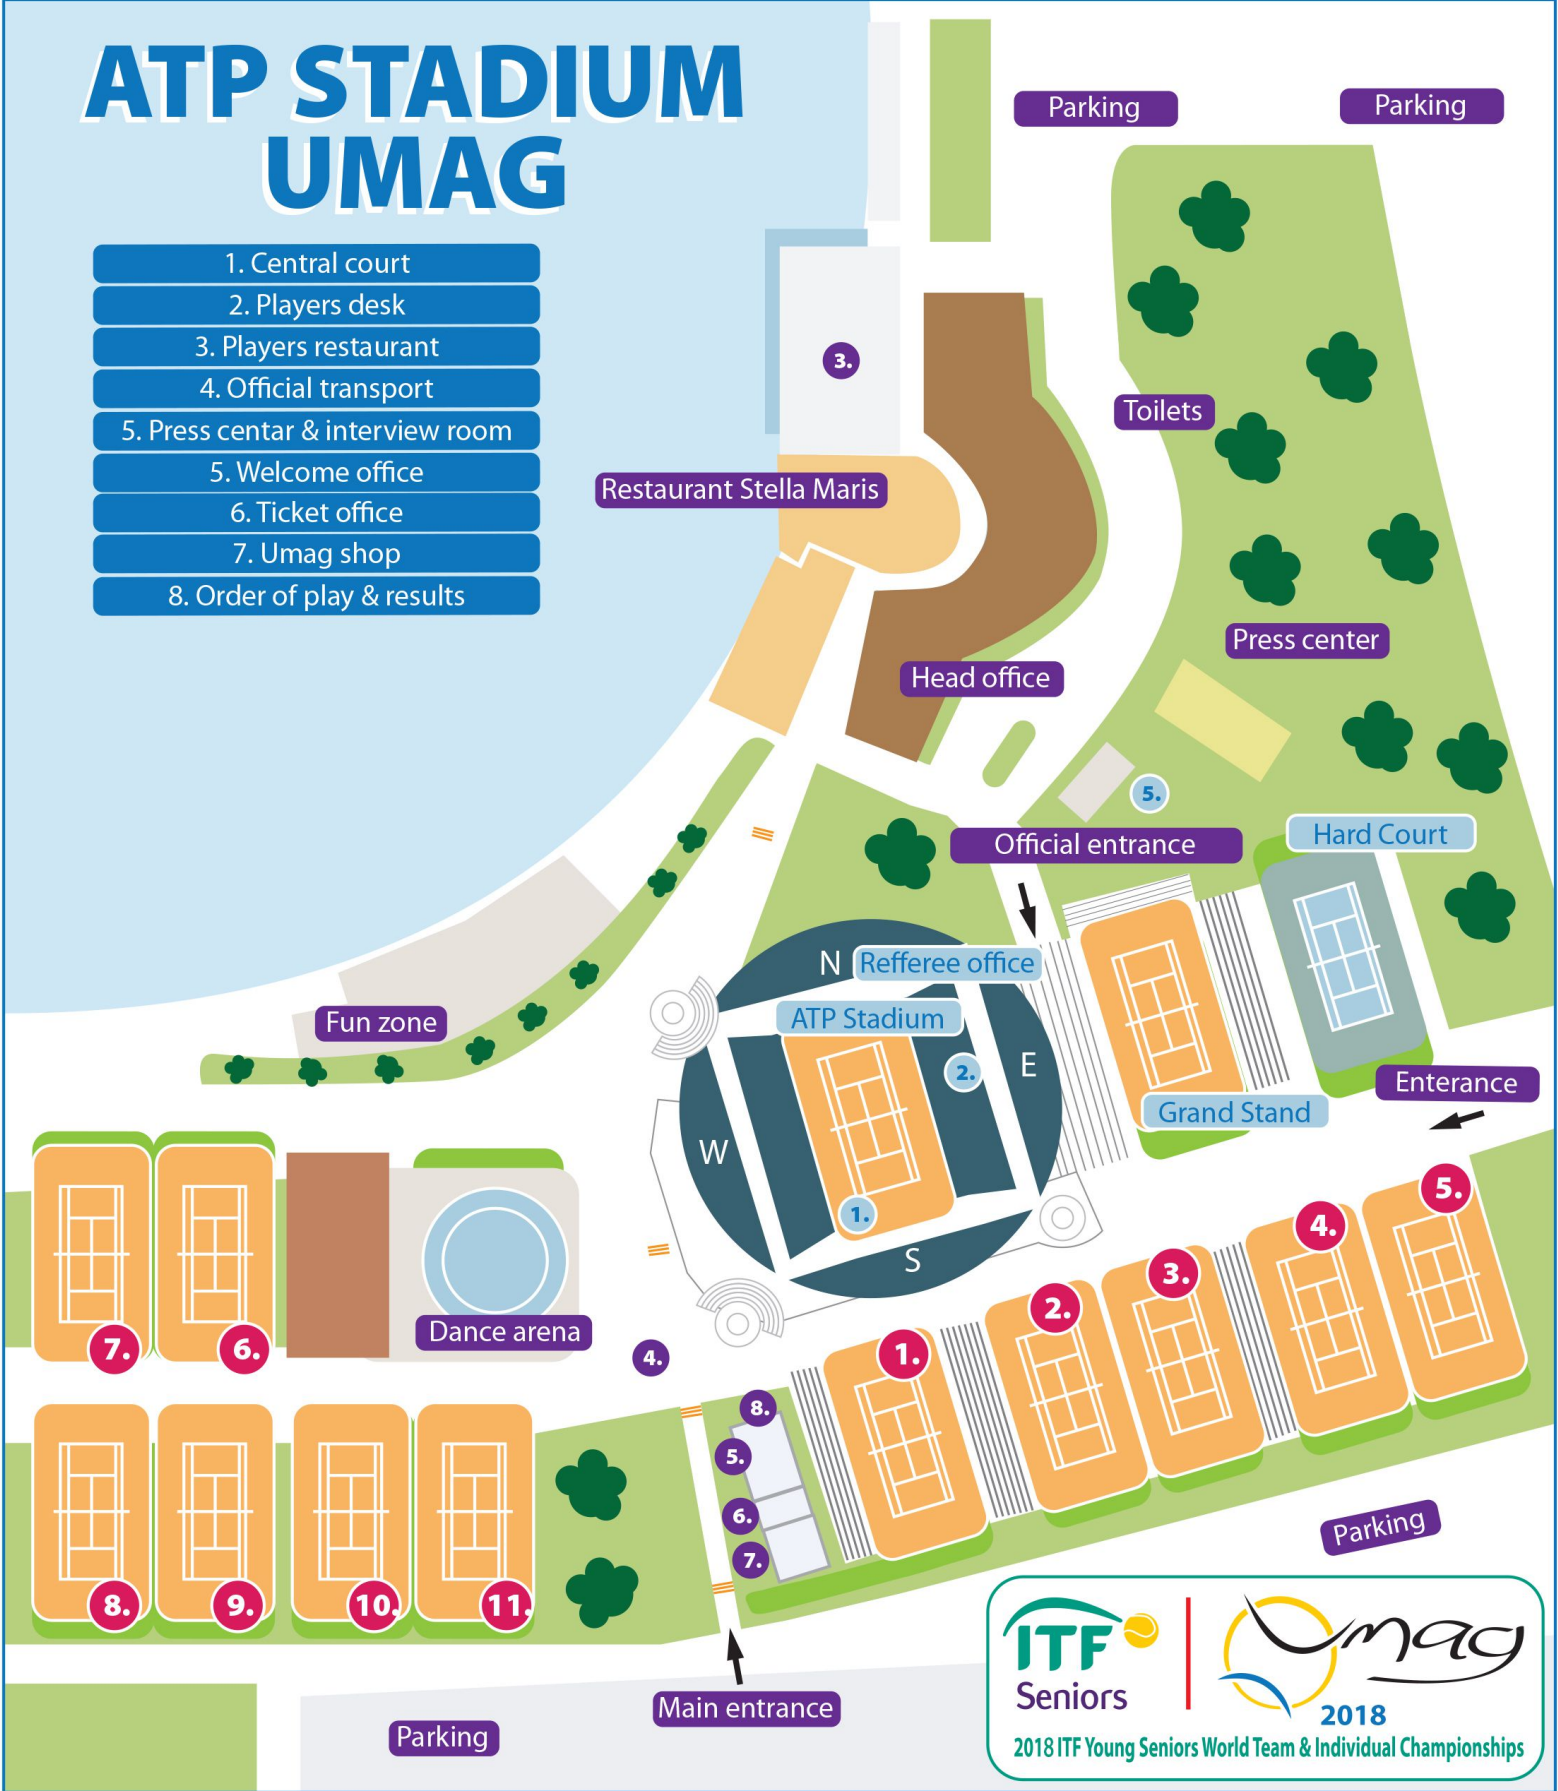 ATP STADIUM
UMAG
1. Central court
2. Players desk
3. Players restaurant
4. Official transport
5. Press centar & interview room
5. Welcome office
6. Ticket office
7. Umag shop
8. Order of play & results
Parking
Parking
3.
Toilets
Restaurant Stella Maris
Press center
Head office
5.
Official entrance
Hard Court
N
Refferee office
ATP Stadium
Fun zone
2.
E
Enterance
Grand Stand
W
1.
S
5.
4.
3.
2.
1.
7.
6.
Dance arena
4.
8.
5.
6.
7.
8.
9.
10.
11.
Parking
Main entrance
Parking
ITF
Seniors
Umag
2018
2018 ITF Young Seniors World Team & Individual Championships